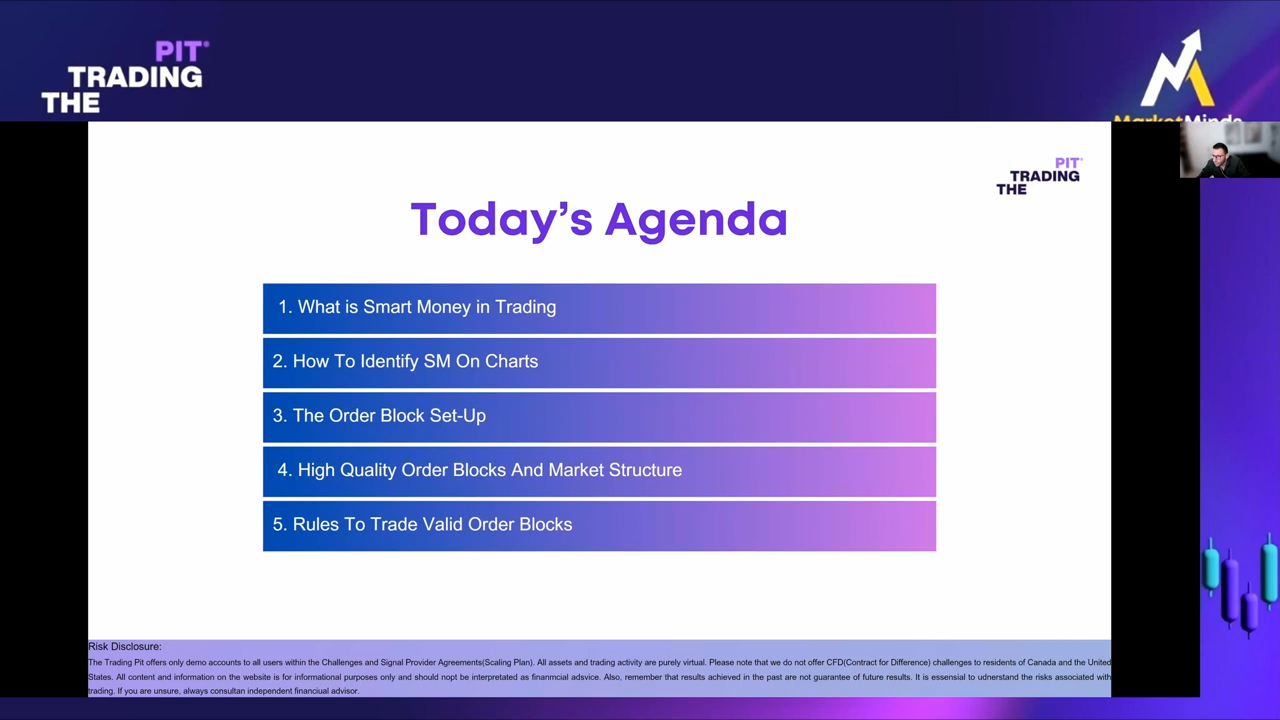 PIT
TRADING
THE
MarketMinds
PIT
TRADING
THE
Today's Agenda
1. What is Smart Money in Trading
2. How To Identify SM On Charts
3. The Order Block Set-Up
4. High Quality Order Blocks And Market Structure
5. Rules To Trade Valid Order Blocks
Risk Disclosure:
The Trading Pit offers only demo accounts to all users within the Challenges and Signal Provider Agreements(Scaling Plan). All assets and trading activity are purely virtual. Please note that we do not offer CFD(Contract for Difference) challenges to residents of Canada and the United
States. All content and information on the website is for informational purposes only and should nopt be interpretated as finanmcial adsvice. Also, remember that results achieved in the past are not guarantee of future results. It is essensial to udnerstand the risks associated with
trading. If you are unsure, always consultan independent financiual advisor.